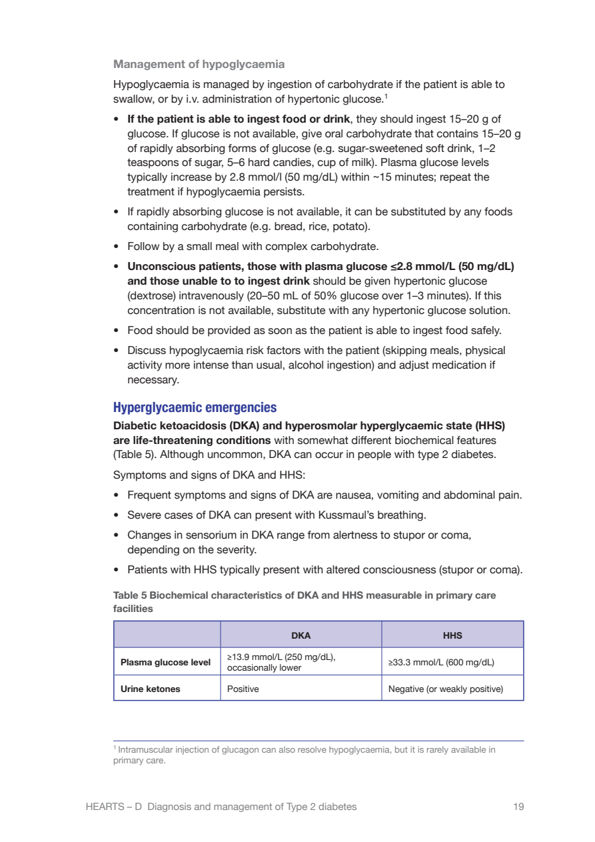 Management of hypoglycaemia
Hypoglycaemia is managed by ingestion of carbohydrate if the patient is able to
swallow, or by i.v. administration of hypertonic glucose.1
• If the patient is able to ingest food or drink, they should ingest 15–20 g of
glucose. If glucose is not available, give oral carbohydrate that contains 15–20 g
of rapidly absorbing forms of glucose (e.g. sugar-sweetened soft drink, 1–2
teaspoons of sugar, 5–6 hard candies, cup of milk). Plasma glucose levels
typically increase by 2.8 mmol/l (50 mg/dL) within ~15 minutes; repeat the
treatment if hypoglycaemia persists.
• If rapidly absorbing glucose is not available, it can be substituted by any foods
containing carbohydrate (e.g. bread, rice, potato).
• Follow by a small meal with complex carbohydrate.
• Unconscious patients, those with plasma glucose ≤2.8 mmol/L (50 mg/dL)
and those unable to to ingest drink should be given hypertonic glucose
(dextrose) intravenously (20–50 mL of 50% glucose over 1–3 minutes). If this
concentration is not available, substitute with any hypertonic glucose solution.
• Food should be provided as soon as the patient is able to ingest food safely.
• Discuss hypoglycaemia risk factors with the patient (skipping meals, physical
activity more intense than usual, alcohol ingestion) and adjust medication if
necessary.
Hyperglycaemic emergencies
Diabetic ketoacidosis (DKA) and hyperosmolar hyperglycaemic state (HHS)
are life-threatening conditions with somewhat different biochemical features
(Table 5). Although uncommon, DKA can occur in people with type 2 diabetes.
Symptoms and signs of DKA and HHS:
• Frequent symptoms and signs of DKA are nausea, vomiting and abdominal pain.
• Severe cases of DKA can present with Kussmaul's breathing.
• Changes in sensorium in DKA range from alertness to stupor or coma,
depending on the severity.
• Patients with HHS typically present with altered consciousness (stupor or coma).
Table 5 Biochemical characteristics of DKA and HHS measurable in primary care
facilities
DKA HHS
Plasma glucose level ≥13.9 mmol/L (250 mg/dL), ≥33.3 mmol/L (600 mg/dL)
occasionally lower
Urine ketones Positive Negative (or weakly positive)
1 Intramuscular injection of glucagon can also resolve hypoglycaemia, but it is rarely available in
primary care.
HEARTS – D Diagnosis and management of Type 2 diabetes 19